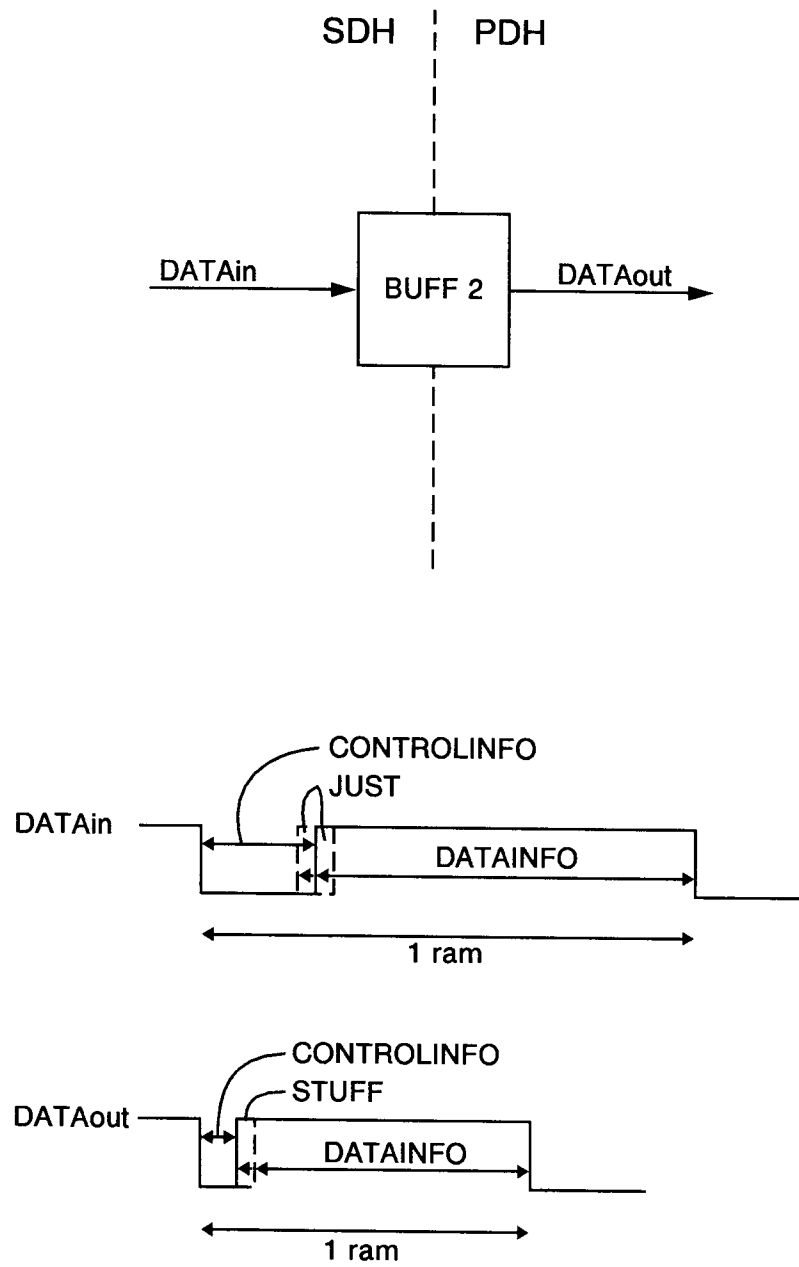 SDH PDH
DATAin BUFF 2 DATAout
CONTROLINFO
JUST
DATAin
DATAINFO
1 ram
CONTROLINFO
STUFF
DATAout
DATAINFO
1 ram